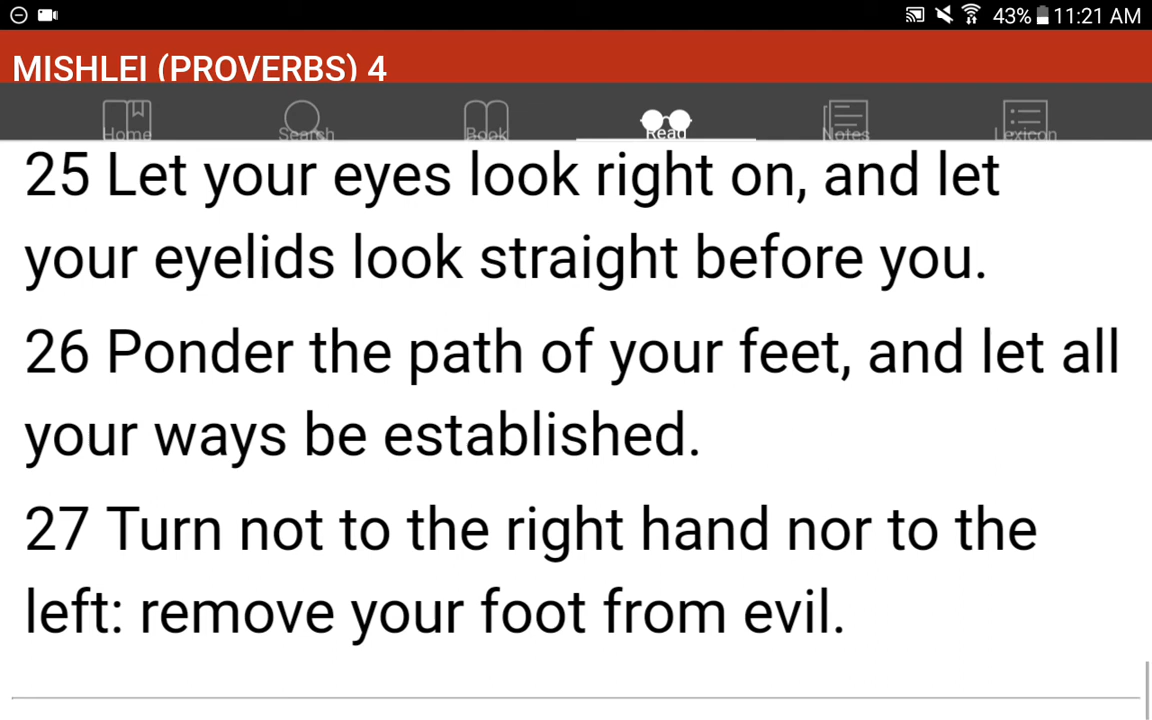 43% 11:21 AM
MISHLEI (PROVERBS) 4
Home Search Book Read Notes Lexicon
25 Let your eyes look right on, and let
your eyelids look straight before you.
26 Ponder the path of your feet, and let all
your ways be established.
27 Turn not to the right hand nor to the
left: remove your foot from evil.